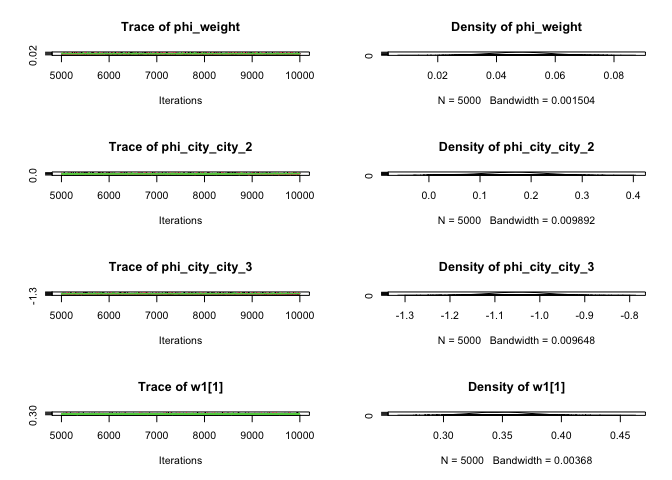 Trace of phi_weight
0.02
5000 6000 7000 8000 9000 10000
Iterations
Density of phi_weight
0
0.02 0.04 0.06 0.08
N = 5000 Bandwidth = 0.001504
Trace of phi_city_city_2
0.0
5000 6000 7000 8000 9000 10000
Iterations
Density of phi_city_city_2
0
0.0 0.1 0.2 0.3 0.4
N = 5000 Bandwidth = 0.009892
Trace of phi_city_city_3
-1.3
5000 6000 7000 8000 9000 10000
Iterations
Density of phi_city_city_3
0
-1.3 -1.2 -1.1 -1.0 -0.9 -0.8
N = 5000 Bandwidth = 0.009648
Trace of w1[1]
0.30
5000 6000 7000 8000 9000 10000
Iterations
Density of w1[1]
0
0.30 0.35 0.40 0.45
N = 5000 Bandwidth = 0.00368